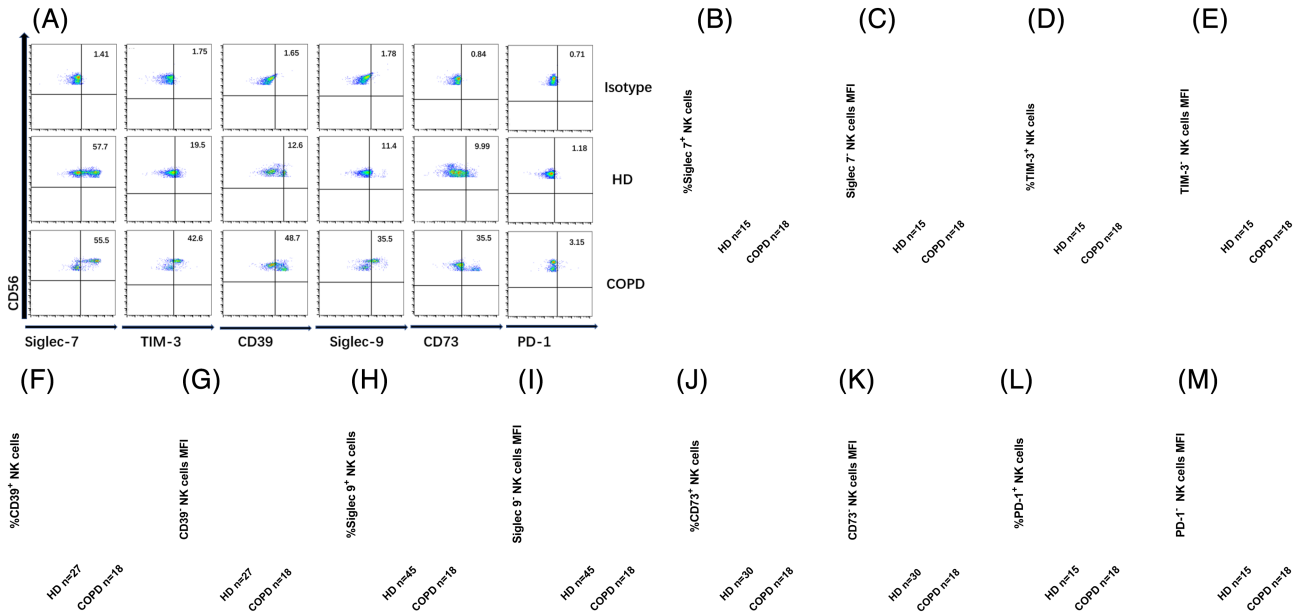 (A)
1.41 1.75 1.65 1.78 0.84 0.71
Isotype
57.7 19.5 12.6 11.4 9.99 1.18
HD
55.5 42.6 48.7 35.5 35.5 3.15
COPD
CD56
Siglec-7 TIM-3 CD39 Siglec-9 CD73 PD-1
(B)
%Siglec 7+ NK cells
HD n=15
COPD n=18
(C)
Siglec 7- NK cells MFI
HD n=15
COPD n=18
(D)
%TIM-3+ NK cells
HD n=15
COPD n=18
(E)
TIM-3- NK cells MFI
HD n=15
COPD n=18
(F)
%CD39+ NK cells
HD n=27
COPD n=18
(G)
CD39- NK cells MFI
HD n=27
COPD n=18
(H)
%Siglec 9+ NK cells
HD n=45
COPD n=18
(I)
Siglec 9- NK cells MFI
HD n=45
COPD n=18
(J)
%CD73+ NK cells
HD n=30
COPD n=18
(K)
CD73- NK cells MFI
HD n=30
COPD n=18
(L)
%PD-1+ NK cells
HD n=15
COPD n=18
(M)
PD-1- NK cells MFI
HD n=15
COPD n=18